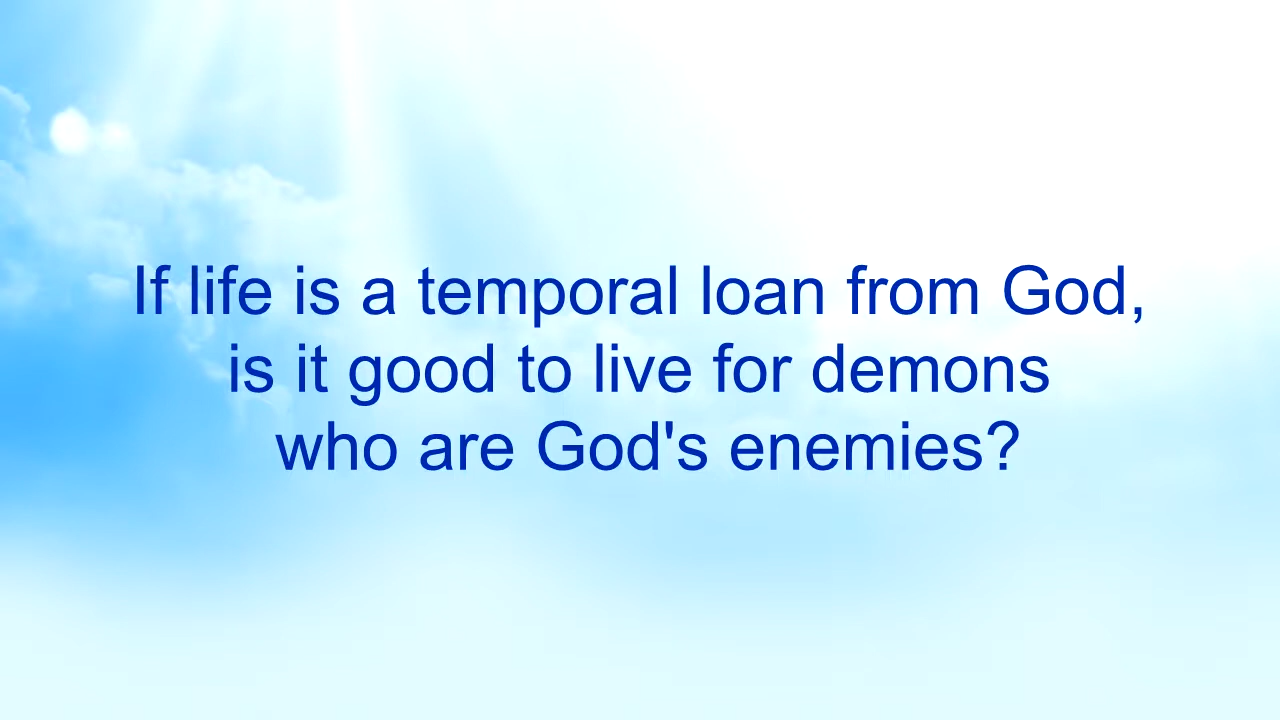 If life is a temporal loan from God,
is it good to live for demons
who are God's enemies?